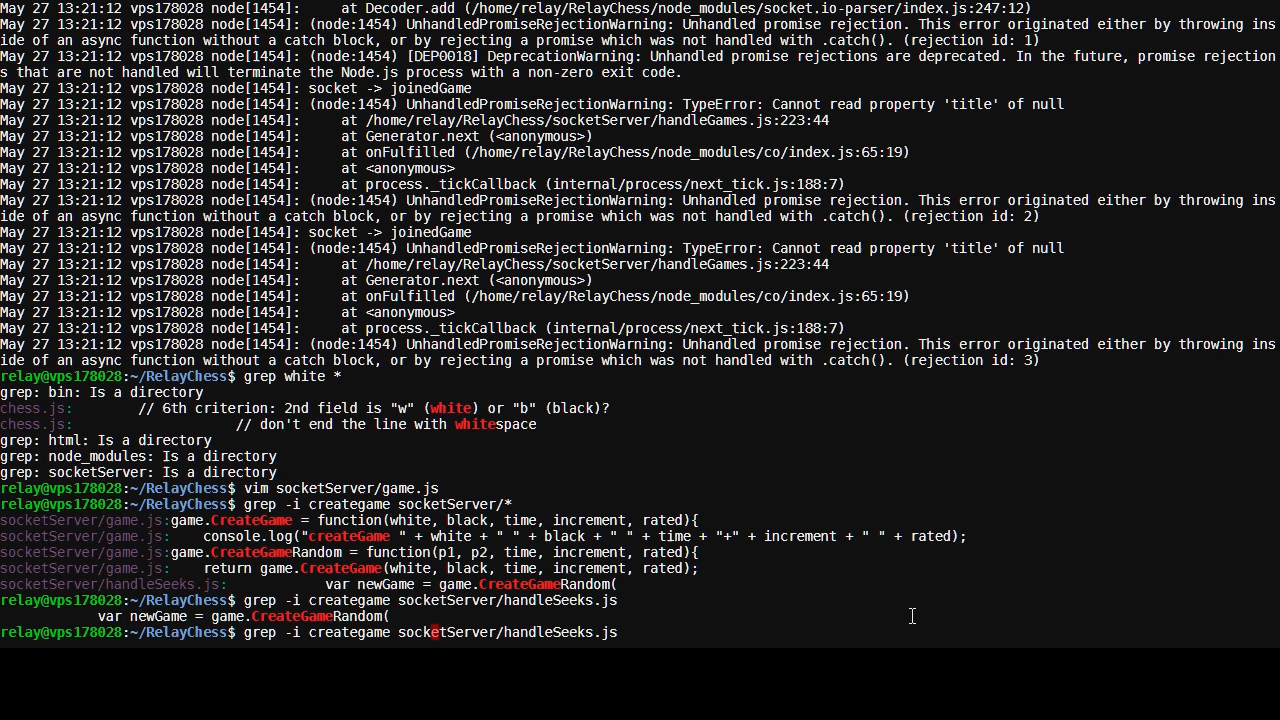 May 27 13:21:12 vps178028 node[1454]:     at Decoder.add (/home/relay/RelayChess/node_modules/socket.io-parser/index.js:247:12)
May 27 13:21:12 vps178028 node[1454]: (node:1454) UnhandledPromiseRejectionWarning: Unhandled promise rejection. This error originated either by throwing ins
ide of an async function without a catch block, or by rejecting a promise which was not handled with .catch(). (rejection id: 1)
May 27 13:21:12 vps178028 node[1454]: (node:1454) [DEP0018] DeprecationWarning: Unhandled promise rejections are deprecated. In the future, promise rejection
s that are not handled will terminate the Node.js process with a non-zero exit code.
May 27 13:21:12 vps178028 node[1454]: socket -> joinedGame
May 27 13:21:12 vps178028 node[1454]: (node:1454) UnhandledPromiseRejectionWarning: TypeError: Cannot read property 'title' of null
May 27 13:21:12 vps178028 node[1454]:     at /home/relay/RelayChess/socketServer/handleGames.js:223:44
May 27 13:21:12 vps178028 node[1454]:     at Generator.next (<anonymous>)
May 27 13:21:12 vps178028 node[1454]:     at onFulfilled (/home/relay/RelayChess/node_modules/co/index.js:65:19)
May 27 13:21:12 vps178028 node[1454]:     at <anonymous>
May 27 13:21:12 vps178028 node[1454]:     at process._tickCallback (internal/process/next_tick.js:188:7)
May 27 13:21:12 vps178028 node[1454]: (node:1454) UnhandledPromiseRejectionWarning: Unhandled promise rejection. This error originated either by throwing ins
ide of an async function without a catch block, or by rejecting a promise which was not handled with .catch(). (rejection id: 2)
May 27 13:21:12 vps178028 node[1454]: socket -> joinedGame
May 27 13:21:12 vps178028 node[1454]: (node:1454) UnhandledPromiseRejectionWarning: TypeError: Cannot read property 'title' of null
May 27 13:21:12 vps178028 node[1454]:     at /home/relay/RelayChess/socketServer/handleGames.js:223:44
May 27 13:21:12 vps178028 node[1454]:     at Generator.next (<anonymous>)
May 27 13:21:12 vps178028 node[1454]:     at onFulfilled (/home/relay/RelayChess/node_modules/co/index.js:65:19)
May 27 13:21:12 vps178028 node[1454]:     at <anonymous>
May 27 13:21:12 vps178028 node[1454]:     at process._tickCallback (internal/process/next_tick.js:188:7)
May 27 13:21:12 vps178028 node[1454]: (node:1454) UnhandledPromiseRejectionWarning: Unhandled promise rejection. This error originated either by throwing ins
ide of an async function without a catch block, or by rejecting a promise which was not handled with .catch(). (rejection id: 3)
relay@vps178028:~/RelayChess$ grep white *
grep: bin: Is a directory
chess.js:        // 6th criterion: 2nd field is "w" (white) or "b" (black)?
chess.js:                    // don't end the line with whitespace
grep: html: Is a directory
grep: node_modules: Is a directory
grep: socketServer: Is a directory
relay@vps178028:~/RelayChess$ vim socketServer/game.js
relay@vps178028:~/RelayChess$ grep -i creategame socketServer/*
socketServer/game.js:game.CreateGame = function(white, black, time, increment, rated){
socketServer/game.js:    console.log("createGame " + white + " " + black + " " + time + "+" + increment + " " + rated);
socketServer/game.js:game.CreateGameRandom = function(p1, p2, time, increment, rated){
socketServer/game.js:    return game.CreateGame(white, black, time, increment, rated);
socketServer/handleSeeks.js:            var newGame = game.CreateGameRandom(
relay@vps178028:~/RelayChess$ grep -i creategame socketServer/handleSeeks.js
            var newGame = game.CreateGameRandom(
relay@vps178028:~/RelayChess$ grep -i creategame socketServer/handleSeeks.js